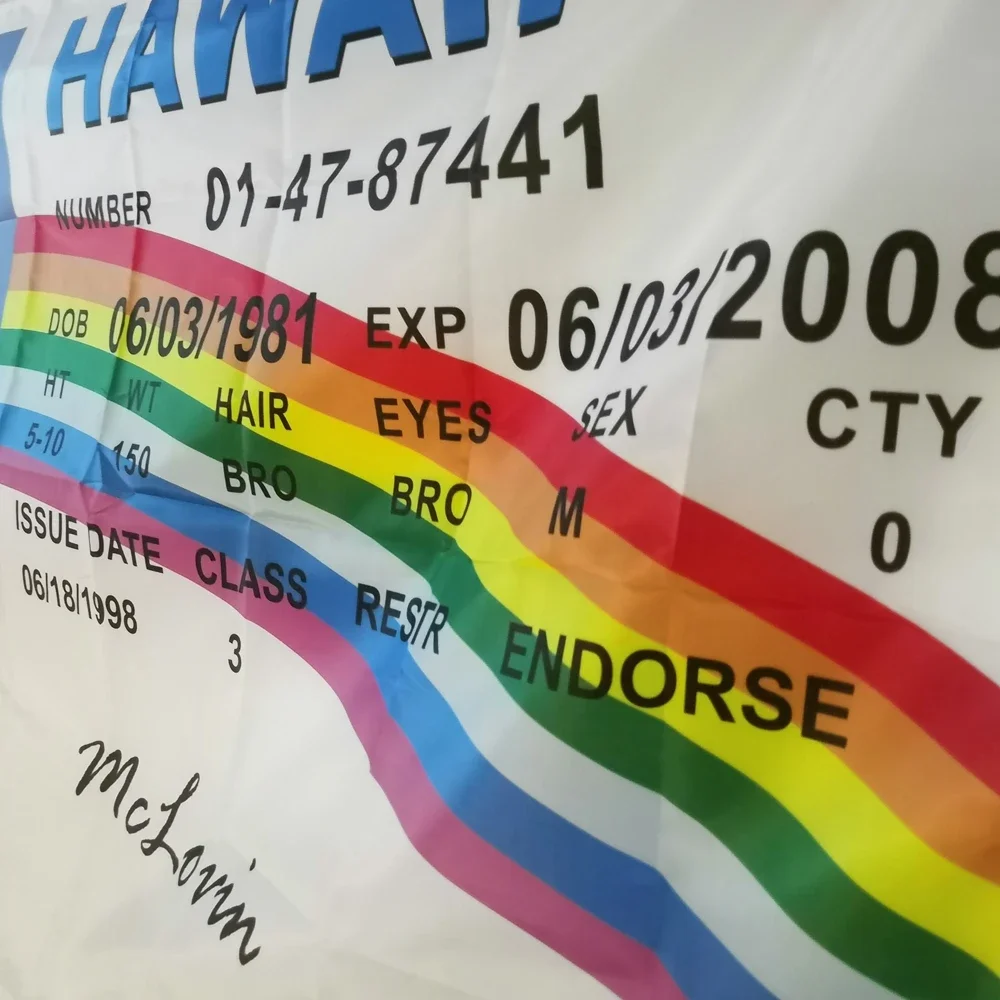 HAWAII
NUMBER 01-47-87441
DOB 06/03/1981 EXP 06/03/2008
HT WT HAIR EYES SEX CTY
5-10 150 BRO BRO M 0
ISSUE DATE CLASS RESTR ENDORSE
06/18/1998 3
McLovin